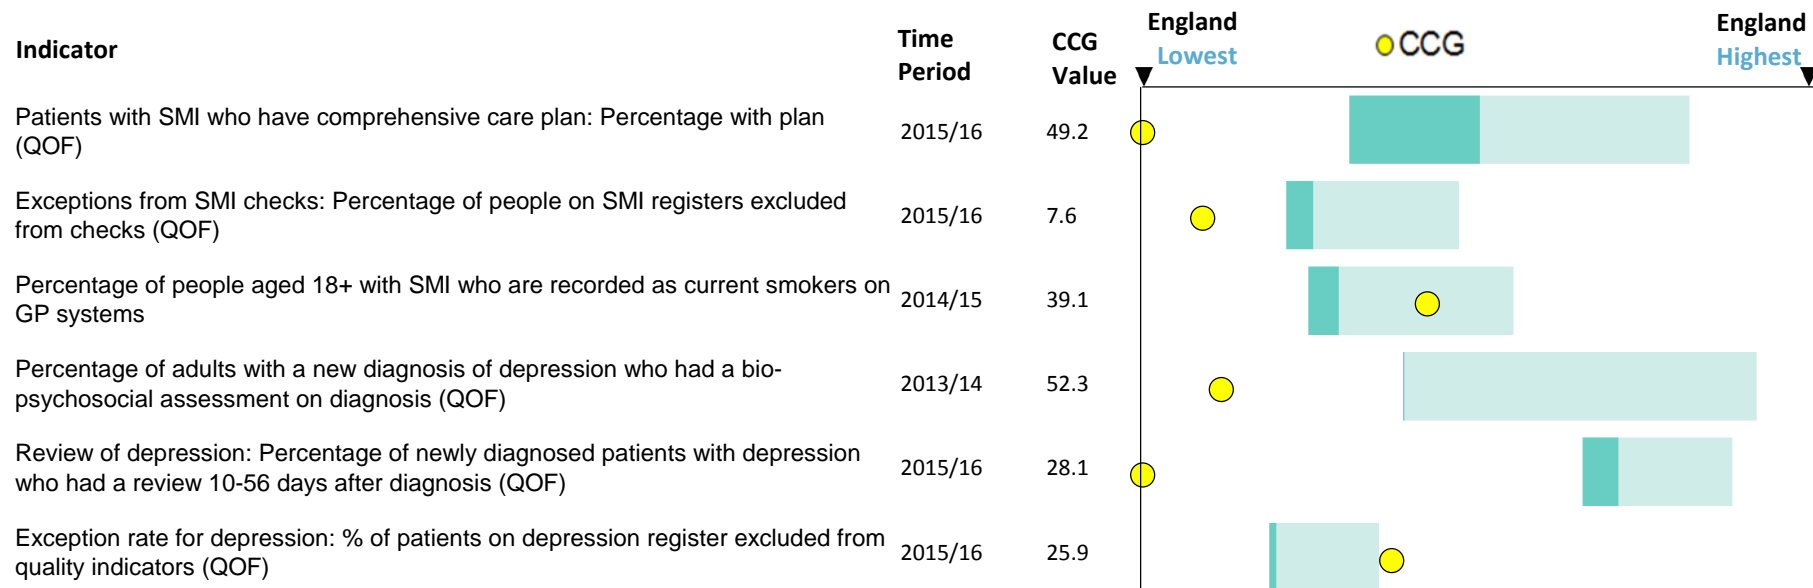 Indicator
Time
Period
CCG
Value
England
Lowest
CCG
England
Highest
Patients with SMI who have comprehensive care plan: Percentage with plan
(QOF)
2015/16
49.2
Exceptions from SMI checks: Percentage of people on SMI registers excluded
from checks (QOF)
2015/16
7.6
Percentage of people aged 18+ with SMI who are recorded as current smokers on
GP systems
2014/15
39.1
Percentage of adults with a new diagnosis of depression who had a bio-
psychosocial assessment on diagnosis (QOF)
2013/14
52.3
Review of depression: Percentage of newly diagnosed patients with depression
who had a review 10-56 days after diagnosis (QOF)
2015/16
28.1
Exception rate for depression: % of patients on depression register excluded from
quality indicators (QOF)
2015/16
25.9